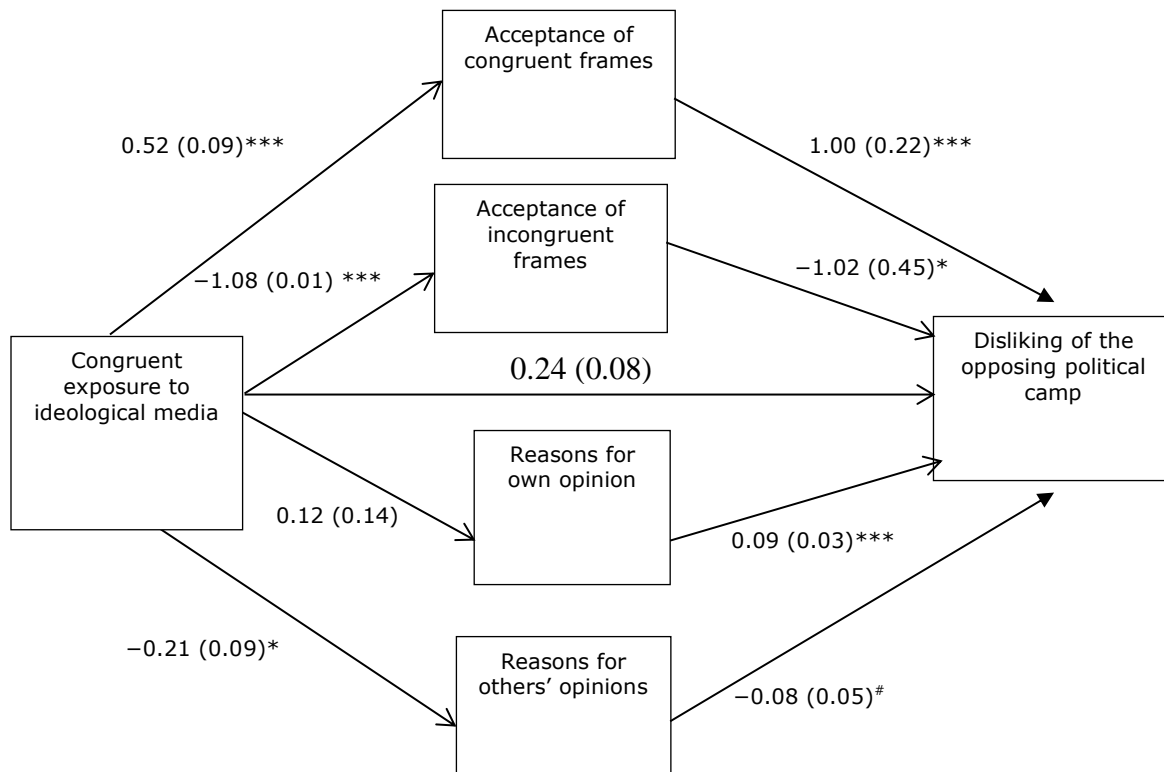 Acceptance of
congruent frames
0.52 (0.09)***
1.00 (0.22)***
Acceptance of
incongruent
frames
−1.08 (0.01) ***
−1.02 (0.45)*
Congruent
exposure to
ideological media
0.24 (0.08)
Disliking of the
opposing political
camp
Reasons for
own opinion
0.12 (0.14)
0.09 (0.03)***
−0.21 (0.09)*
Reasons for
others’ opinions
−0.08 (0.05)#